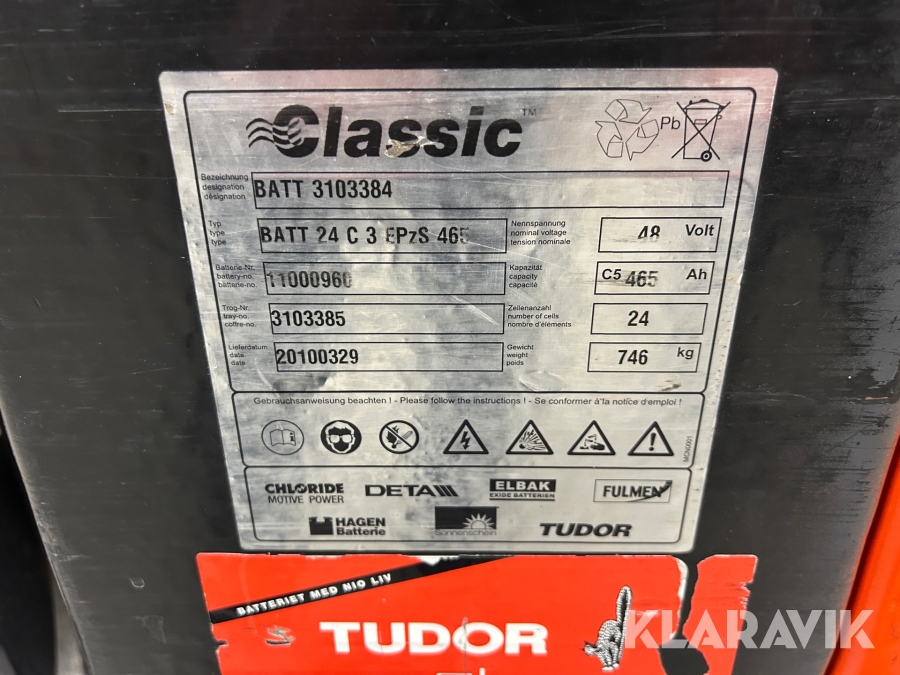 Classic™
Pb
Bezeichnung
designation
désignation
BATT 3103384
Typ
type
type
BATT 24 C 3 EPzS 465
Nennspannung
nominal voltage
tension nominale
48 Volt
Batterie-Nr.
battery-no.
batterie-no.
11000960
Kapazität
capacity
capacité
C5 465 Ah
Trog-Nr.
tray-no.
coffre-no.
3103385
Zellenanzahl
number of cells
nombre d'éléments
24
Lieferdatum
data
date
20100329
Gewicht
weight
poids
746 kg
Gebrauchsanweisung beachten ! - Please follow the instructions ! - Se conformer à'la notice d'emploi !
CHLORIDE
MOTIVE POWER
DETA
ELBAK
EXIDE BATTERIEN
FULMEN
HAGEN
Batterie
Sonnenschein
TUDOR
BATTERIET MED NIO LIV
TUDOR
KLARAVIK